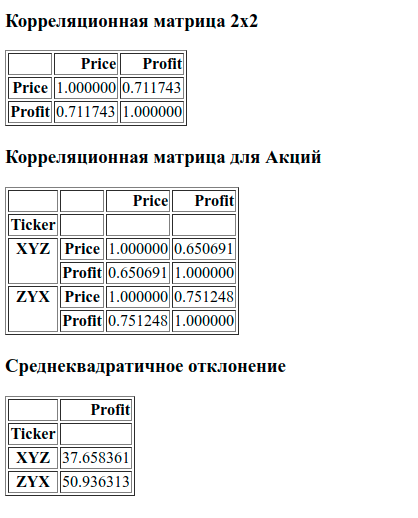 Корреляционная матрица 2x2
Price Profit
Price 1.000000 0.711743
Profit 0.711743 1.000000
Корреляционная матрица для Акций
Price Profit
Ticker
XYZ Price 1.000000 0.650691
Profit 0.650691 1.000000
ZYX Price 1.000000 0.751248
Profit 0.751248 1.000000
Среднеквадратичное отклонение
Profit
Ticker
XYZ 37.658361
ZYX 50.936313